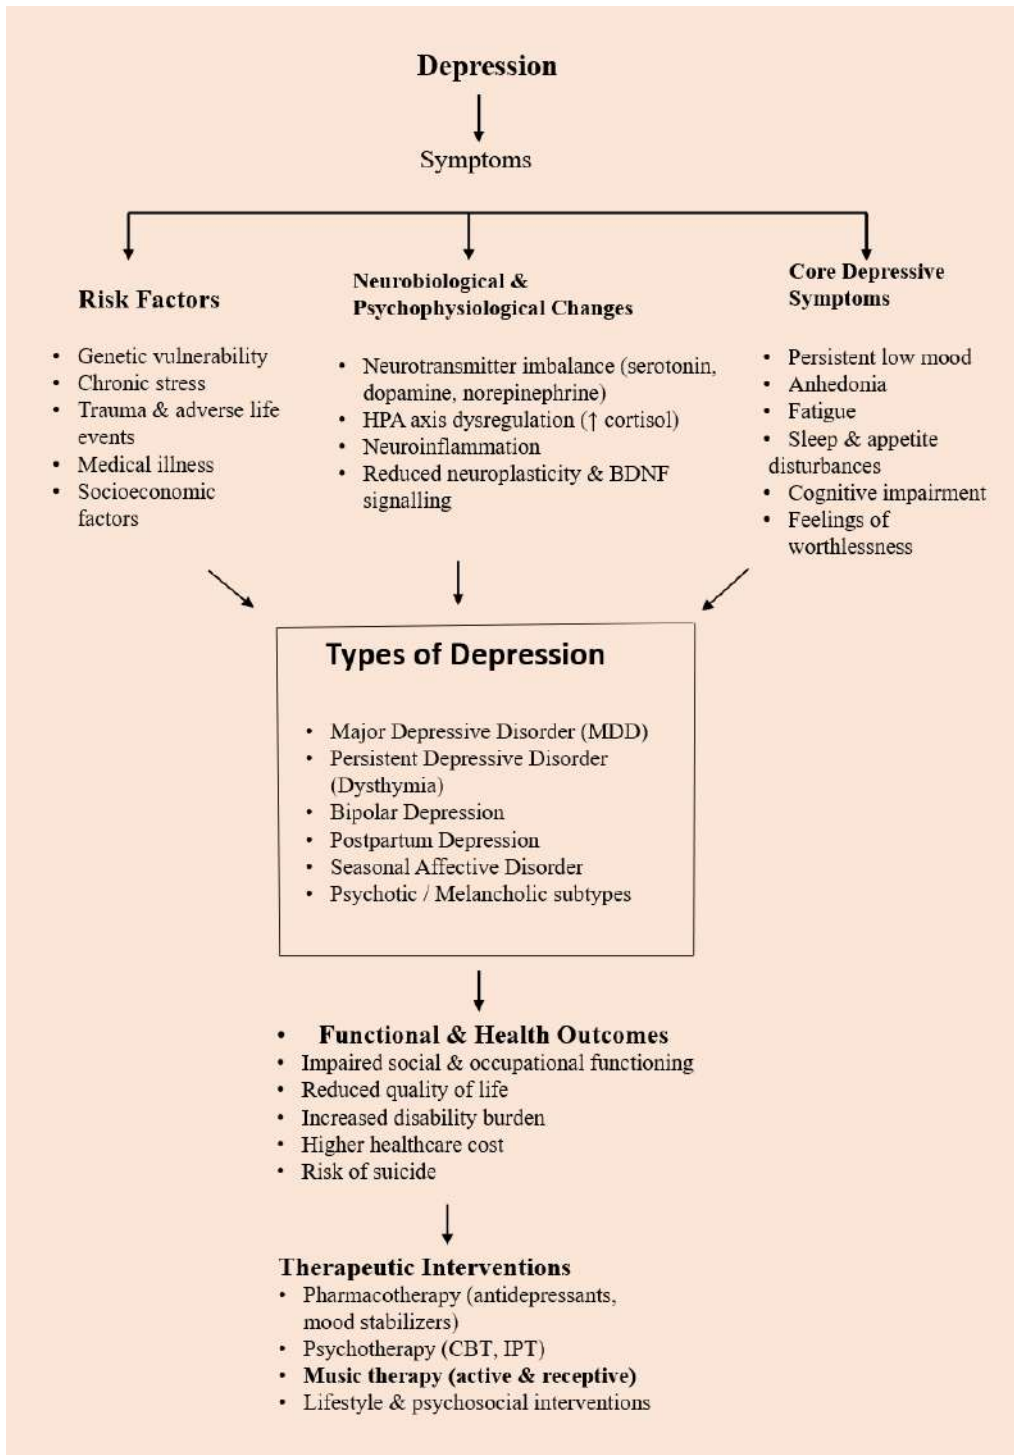 Depression
Symptoms
Risk Factors
• Genetic vulnerability
• Chronic stress
• Trauma & adverse life
events
• Medical illness
• Socioeconomic
factors
Neurobiological &
Psychophysiological Changes
• Neurotransmitter imbalance (serotonin,
dopamine, norepinephrine)
• HPA axis dysregulation (↑ cortisol)
• Neuroinflammation
• Reduced neuroplasticity & BDNF
signalling
Core Depressive
Symptoms
• Persistent low mood
• Anhedonia
• Fatigue
• Sleep & appetite
disturbances
• Cognitive impairment
• Feelings of
worthlessness
Types of Depression
• Major Depressive Disorder (MDD)
• Persistent Depressive Disorder
(Dysthymia)
• Bipolar Depression
• Postpartum Depression
• Seasonal Affective Disorder
• Psychotic / Melancholic subtypes
• Functional & Health Outcomes
• Impaired social & occupational functioning
• Reduced quality of life
• Increased disability burden
• Higher healthcare cost
• Risk of suicide
Therapeutic Interventions
• Pharmacotherapy (antidepressants,
mood stabilizers)
• Psychotherapy (CBT, IPT)
• Music therapy (active & receptive)
• Lifestyle & psychosocial interventions